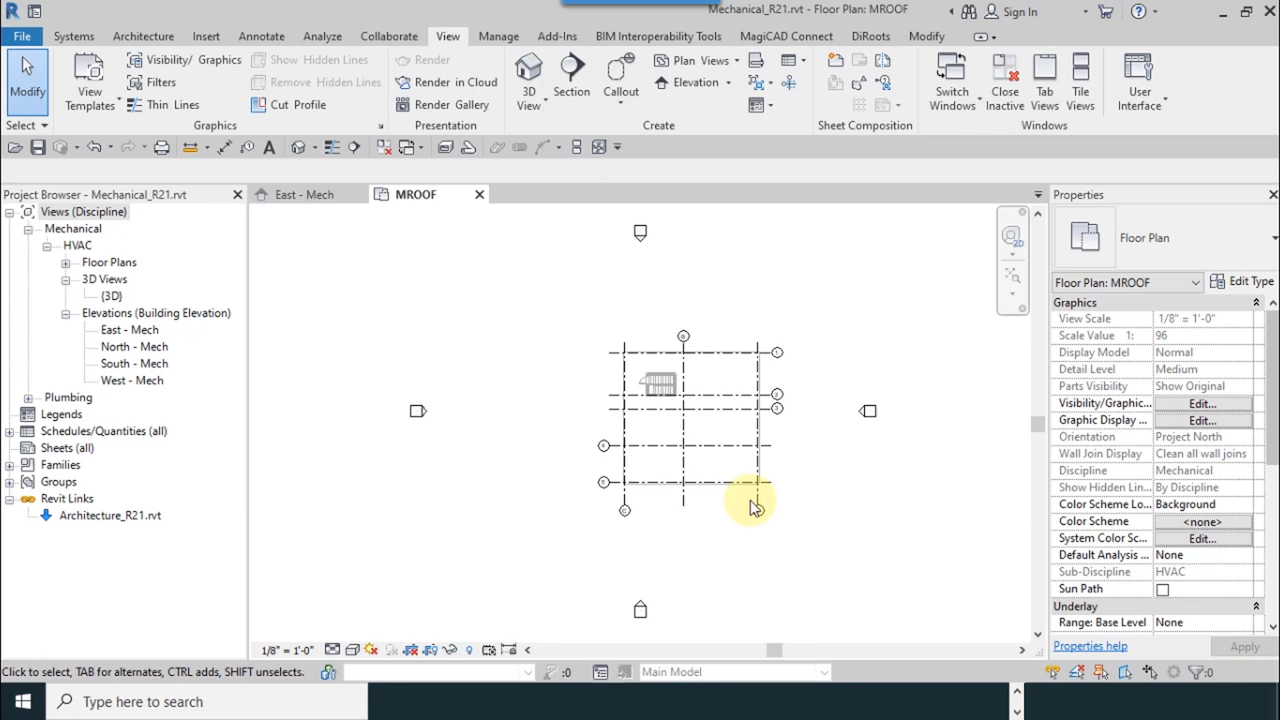 Mechanical_R21.rvt - Floor Plan: MROOF
Sign In
File Systems Architecture Insert Annotate Analyze Collaborate View Manage Add-Ins BIM Interoperability Tools MagiCAD Connect DiRoots Modify
Modify
Select
View Templates
Visibility/ Graphics
Filters
Thin Lines
Show Hidden Lines
Remove Hidden Lines
Cut Profile
Graphics
Render
Render in Cloud
Render Gallery
Presentation
3D View
Section
Callout
Plan Views
Elevation
Create
Sheet Composition
Switch Windows
Close Inactive
Tab Views
Tile Views
Windows
User Interface
Project Browser - Mechanical_R21.rvt
Views (Discipline)
Mechanical
HVAC
Floor Plans
3D Views
{3D}
Elevations (Building Elevation)
East - Mech
North - Mech
South - Mech
West - Mech
Plumbing
Legends
Schedules/Quantities (all)
Sheets (all)
Families
Groups
Revit Links
Architecture_R21.rvt
East - Mech
MROOF
2D
1
2
3
1/8" = 1'-0"
Properties
Floor Plan
Floor Plan: MROOF
Edit Type
Graphics
View Scale 1/8" = 1'-0"
Scale Value 1: 96
Display Model Normal
Detail Level Medium
Parts Visibility Show Original
Visibility/Graphic... Edit...
Graphic Display ... Edit...
Orientation Project North
Wall Join Display Clean all wall joins
Discipline Mechanical
Show Hidden Lin... By Discipline
Color Scheme Lo... Background
Color Scheme <none>
System Color Sc... Edit...
Default Analysis ... None
Sub-Discipline HVAC
Sun Path
Underlay
Range: Base Level None
Properties help
Apply
Click to select, TAB for alternates, CTRL adds, SHIFT unselects.
:0
Main Model
:0
Type here to search